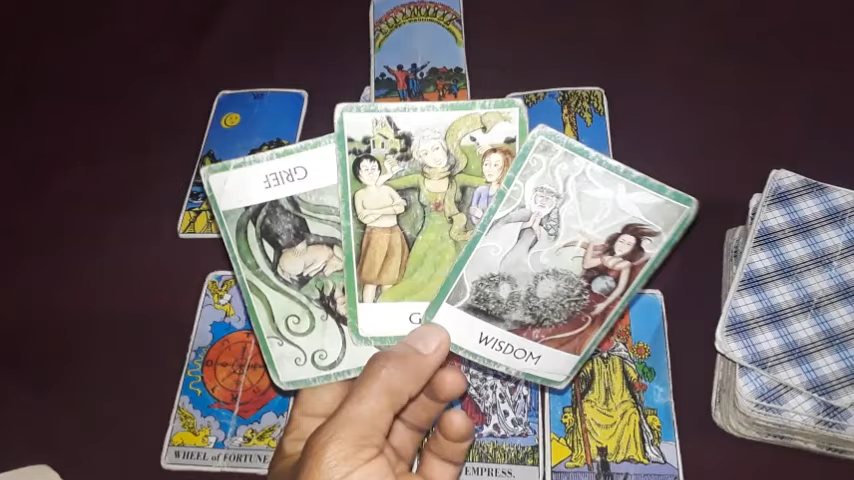 GRIEF
G
WISDOM
WHEEL of FORTUNE
EMPRESS.